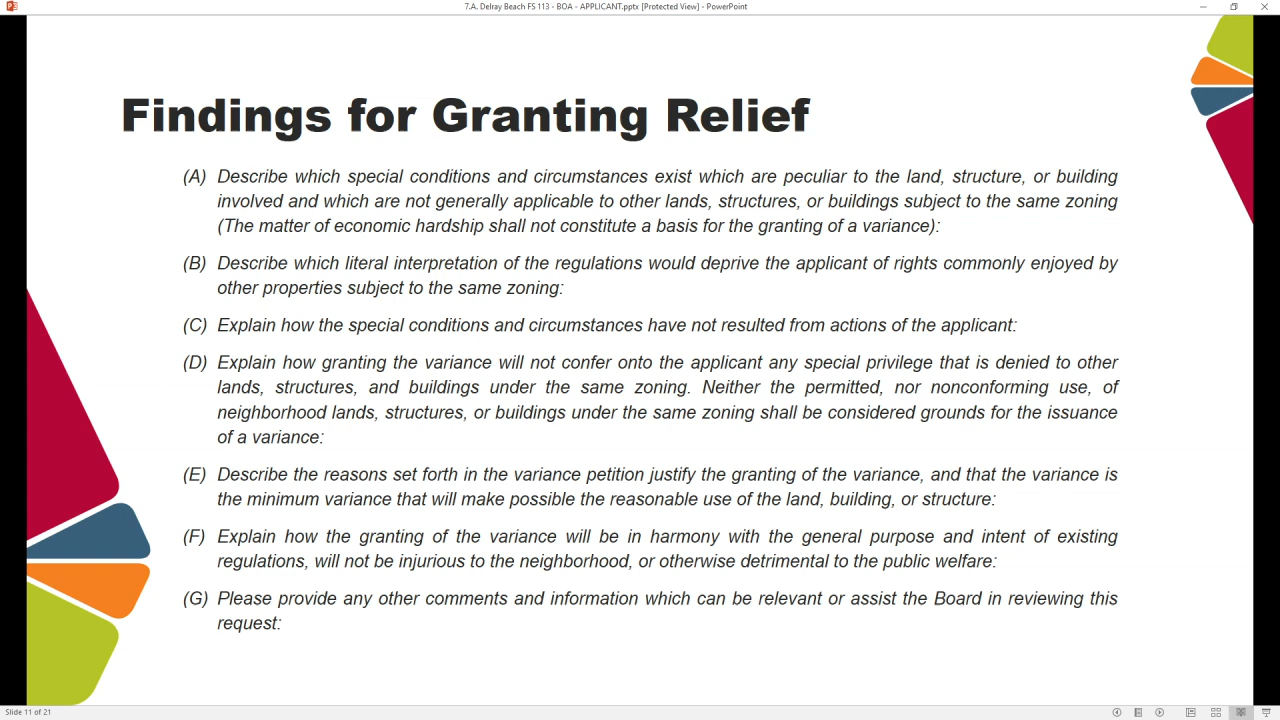 7.A. Delray Beach FS 113 - BOA - APPLICANT.pptx [Protected View] - PowerPoint
Findings for Granting Relief
(A) Describe which special conditions and circumstances exist which are peculiar to the land, structure, or building
involved and which are not generally applicable to other lands, structures, or buildings subject to the same zoning
(The matter of economic hardship shall not constitute a basis for the granting of a variance):
(B) Describe which literal interpretation of the regulations would deprive the applicant of rights commonly enjoyed by
other properties subject to the same zoning:
(C) Explain how the special conditions and circumstances have not resulted from actions of the applicant:
(D) Explain how granting the variance will not confer onto the applicant any special privilege that is denied to other
lands, structures, and buildings under the same zoning. Neither the permitted, nor nonconforming use, of
neighborhood lands, structures, or buildings under the same zoning shall be considered grounds for the issuance
of a variance:
(E) Describe the reasons set forth in the variance petition justify the granting of the variance, and that the variance is
the minimum variance that will make possible the reasonable use of the land, building, or structure:
(F) Explain how the granting of the variance will be in harmony with the general purpose and intent of existing
regulations, will not be injurious to the neighborhood, or otherwise detrimental to the public welfare:
(G) Please provide any other comments and information which can be relevant or assist the Board in reviewing this
request:
Slide 11 of 21